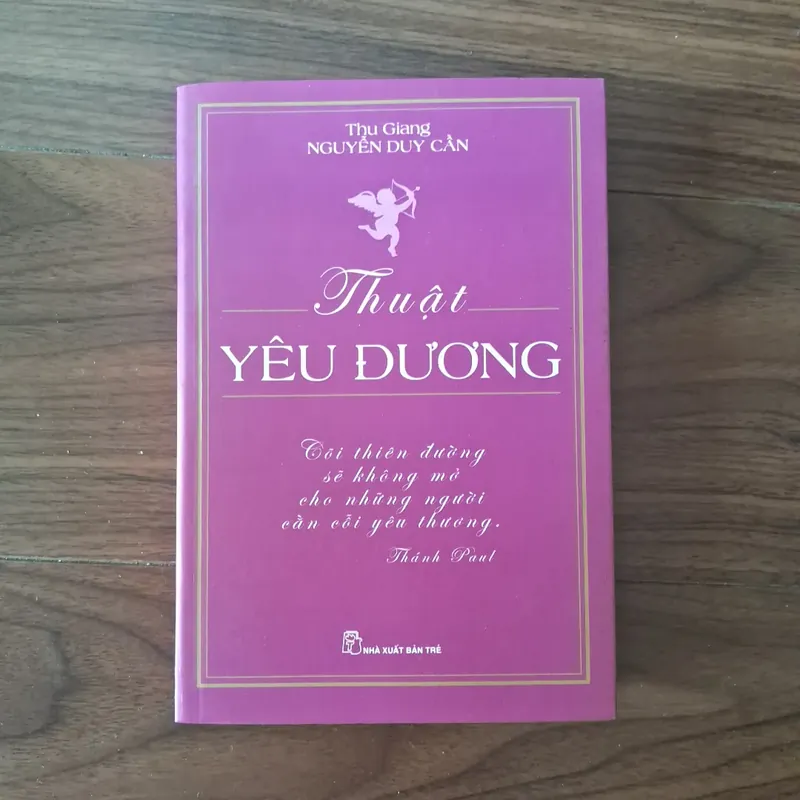 Thu Giang
NGUYỄN DUY CẦN
Thuật
YÊU ĐƯƠNG
Cõi thiên đường
sẽ không mở
cho những người
cằn cỗi yêu thương.
Thánh Paul
NHÀ XUẤT BẢN TRẺ